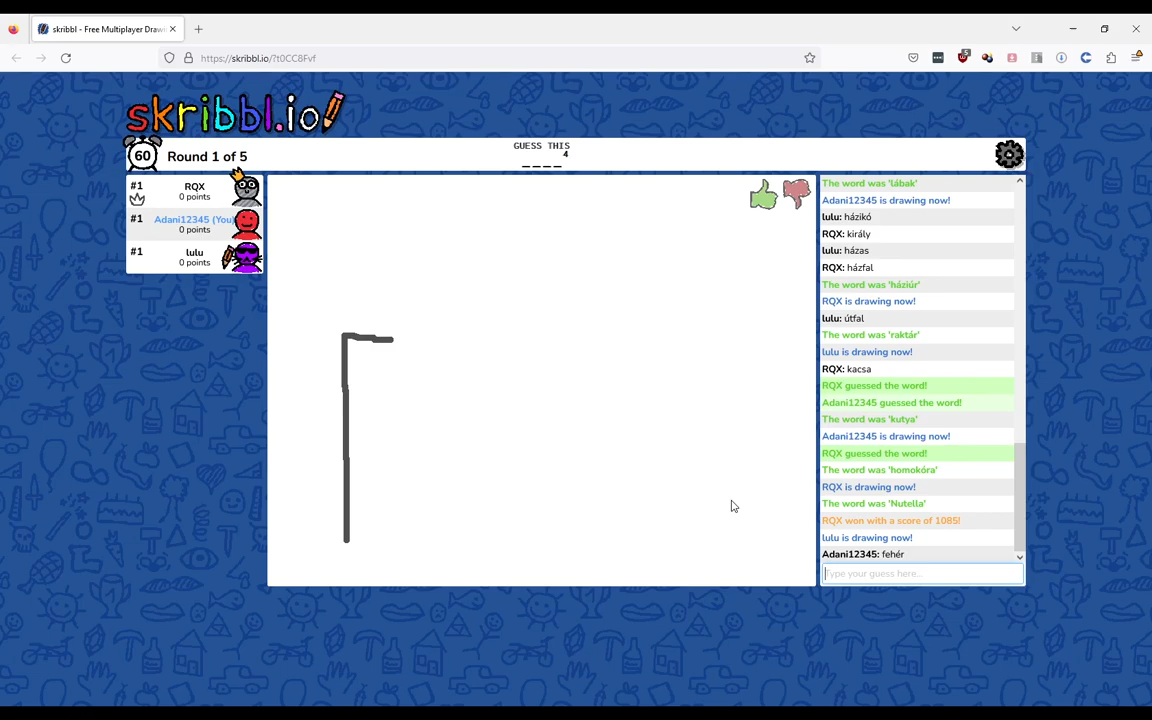 skribbl - Free Multiplayer Drawi
https://skribbl.io/?t0CC8Fvf
5
skribbl.io
60
Round 1 of 5
GUESS THIS
____ 4
#1
RQX
0 points
#1
Adani12345 (You)
0 points
#1
lulu
0 points
The word was 'lábak'
Adani12345 is drawing now!
lulu: házikó
RQX: király
lulu: házas
RQX: házfal
The word was 'háziúr'
RQX is drawing now!
lulu: útfal
The word was 'raktár'
lulu is drawing now!
RQX: kacsa
RQX guessed the word!
Adani12345 guessed the word!
The word was 'kutya'
Adani12345 is drawing now!
RQX guessed the word!
The word was 'homokóra'
RQX is drawing now!
The word was 'Nutella'
RQX won with a score of 1085!
lulu is drawing now!
Adani12345: fehér
Type your guess here...